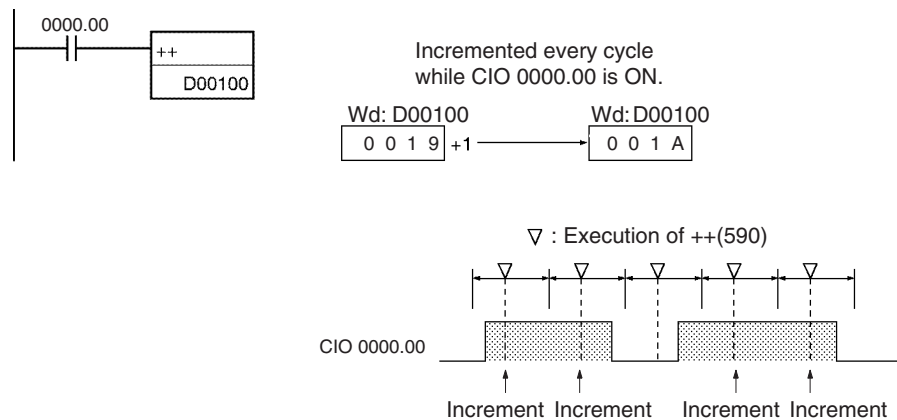 0000.00
++
D00100
Incremented every cycle
while CIO 0000.00 is ON.
Wd: D00100 Wd: D00100
0 0 1 9 +1 0 0 1 A
▽ : Execution of ++(590)
CIO 0000.00
Increment Increment Increment Increment